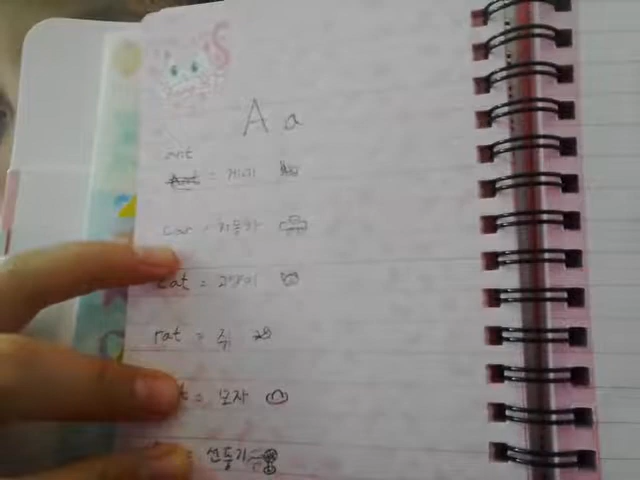 A a
ant
= 개미
car = 자동차
cat = 고양이
rat = 쥐
t = 모자
= 선풍기